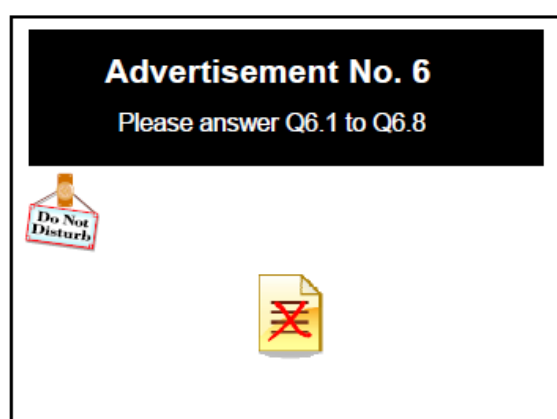 Advertisement No. 6
Please answer Q6.1 to Q6.8
Do Not
Disturb